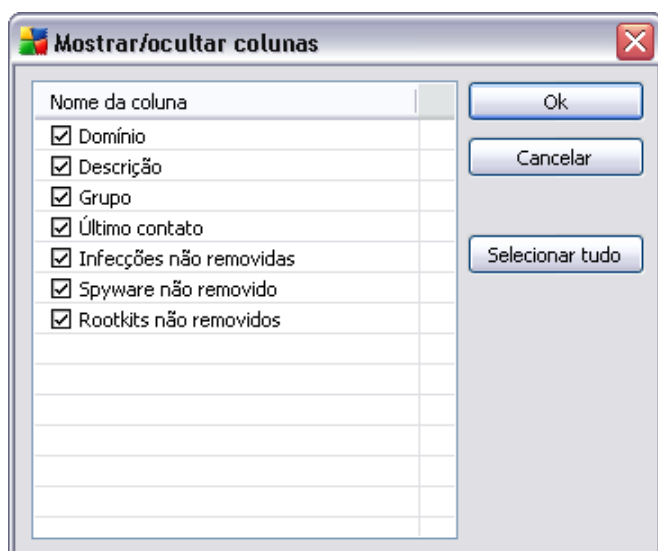 Mostrar/ocultar colunas
Nome da coluna
Domínio
Descrição
Grupo
Último contato
Infecções não removidas
Spyware não removido
Rootkits não removidos
Ok
Cancelar
Selecionar tudo